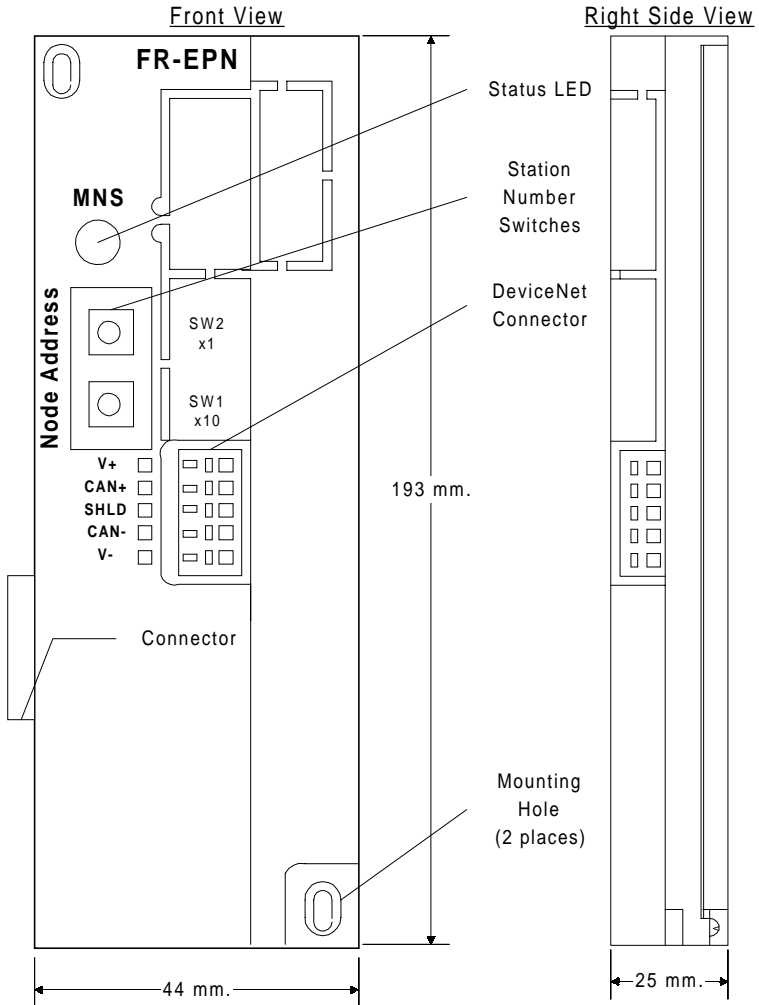 Front View
Right Side View
FR-EPN
Status LED
MNS
Station
Number
Switches
Node Address
DeviceNet
Connector
SW2
x1
SW1
x10
V+
CAN+
SHLD
CAN-
V-
193 mm.
Connector
Mounting
Hole
(2 places)
44 mm.
25 mm.